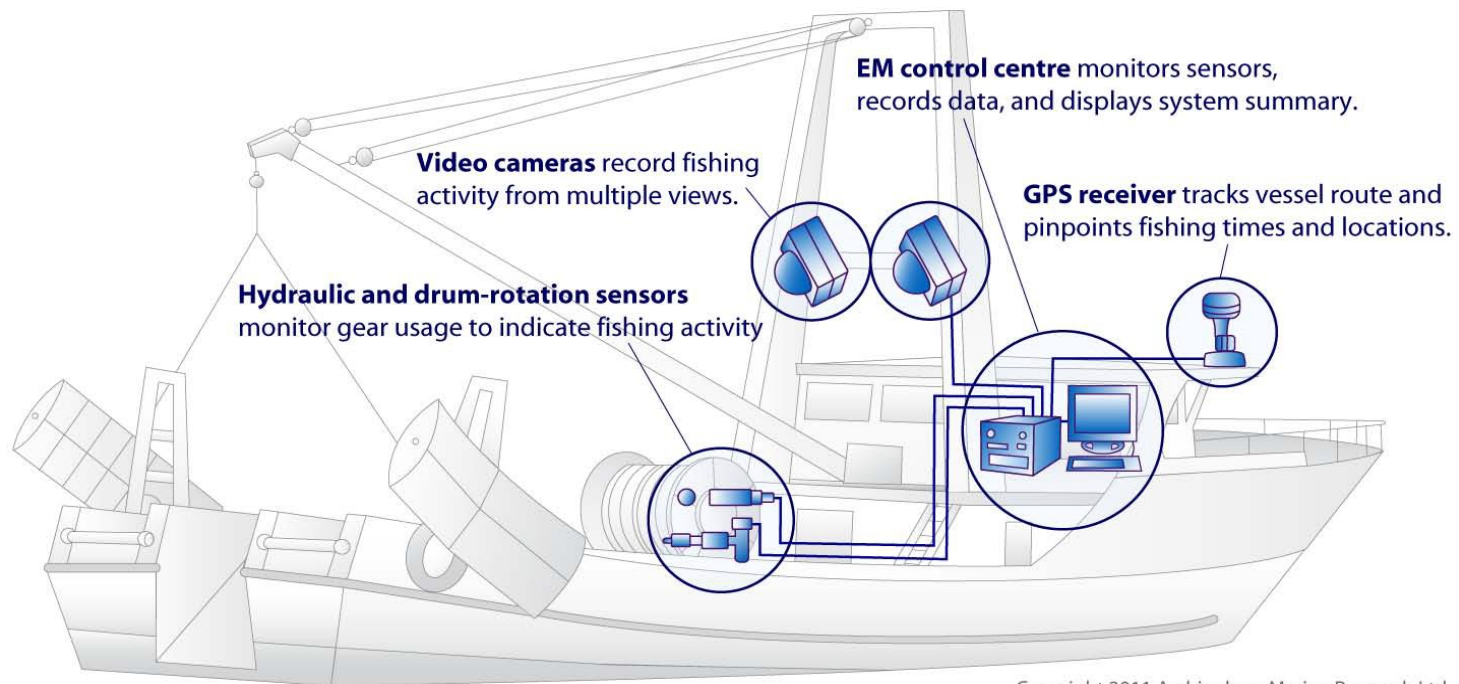 EM control centre monitors sensors,
records data, and displays system summary.
Video cameras record fishing
activity from multiple views.
GPS receiver tracks vessel route and
pinpoints fishing times and locations.
Hydraulic and drum-rotation sensors
monitor gear usage to indicate fishing activity